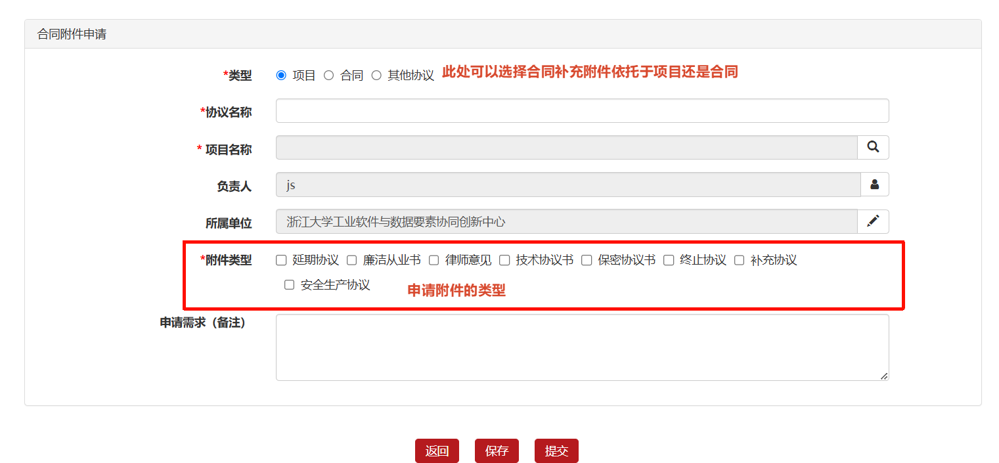 合同附件申请
*类型 项目 合同 其他协议 此处可以选择合同补充附件依托于项目还是合同
*协议名称
* 项目名称
负责人 js
所属单位 浙江大学工业软件与数据要素协同创新中心
*附件类型 延期协议 廉洁从业书 律师意见 技术协议书 保密协议书 终止协议 补充协议
安全生产协议 申请附件的类型
申请需求（备注）
返回 保存 提交